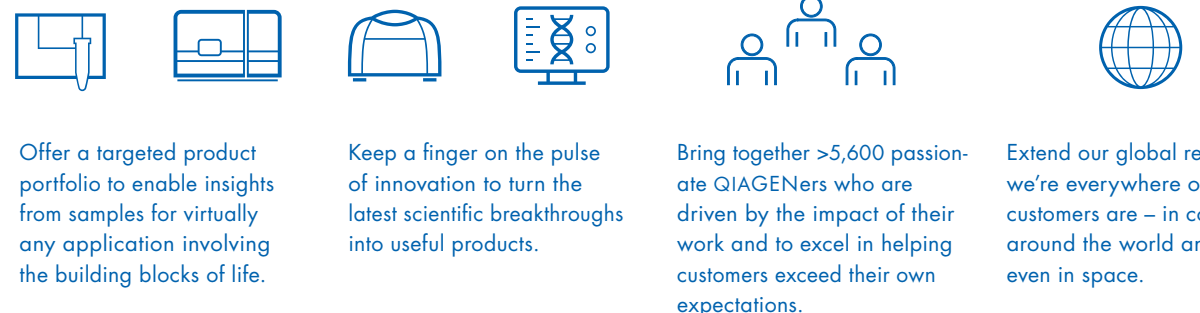 Offer a targeted product
portfolio to enable insights
from samples for virtually
any application involving
the building blocks of life.
Keep a finger on the pulse
of innovation to turn the
latest scientific breakthroughs
into useful products.
Bring together >5,600 passion-
ate QIAGENers who are
driven by the impact of their
work and to excel in helping
customers exceed their own
expectations.
Extend our global
we're everywhere
customers are – in
around the world
even in space.